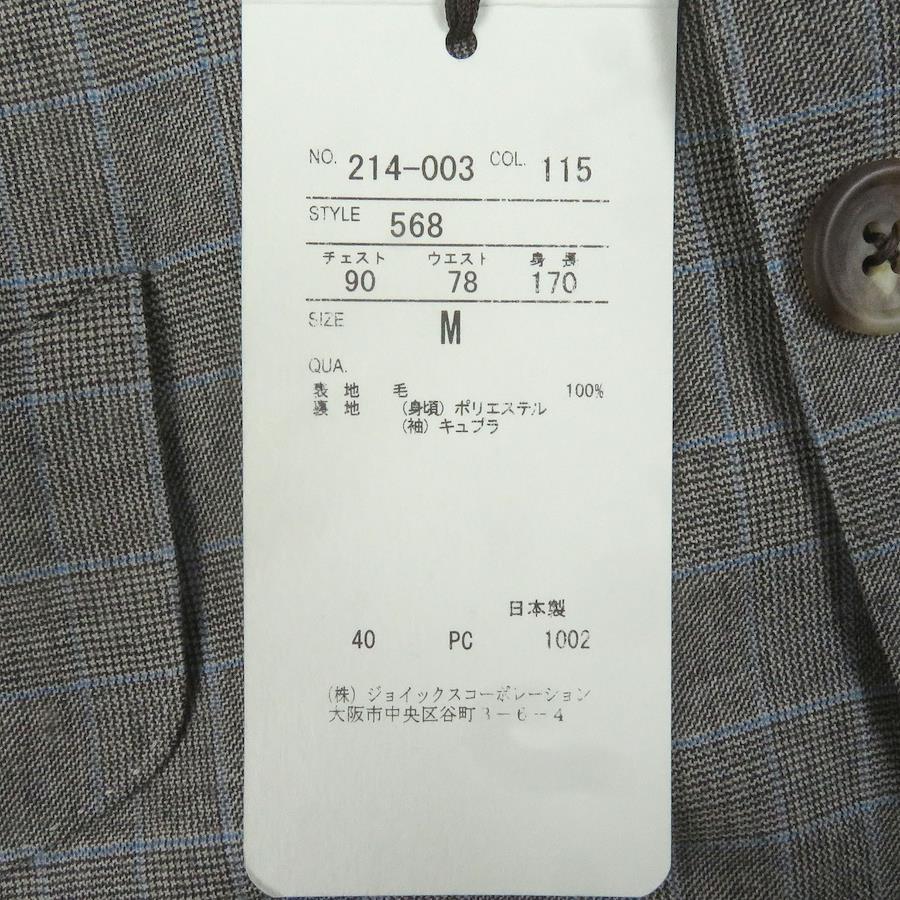 NO. 214-003 COL. 115
STYLE 568
チェスト ウエスト 身長
90 78 170
SIZE M
QUA.
表地 毛 100%
裏地 (身頃) ポリエステル
(袖) キュプラ
日本製
40 PC 1002
(株) ジョイックスコーポレーション
大阪市中央区谷町3-6-4